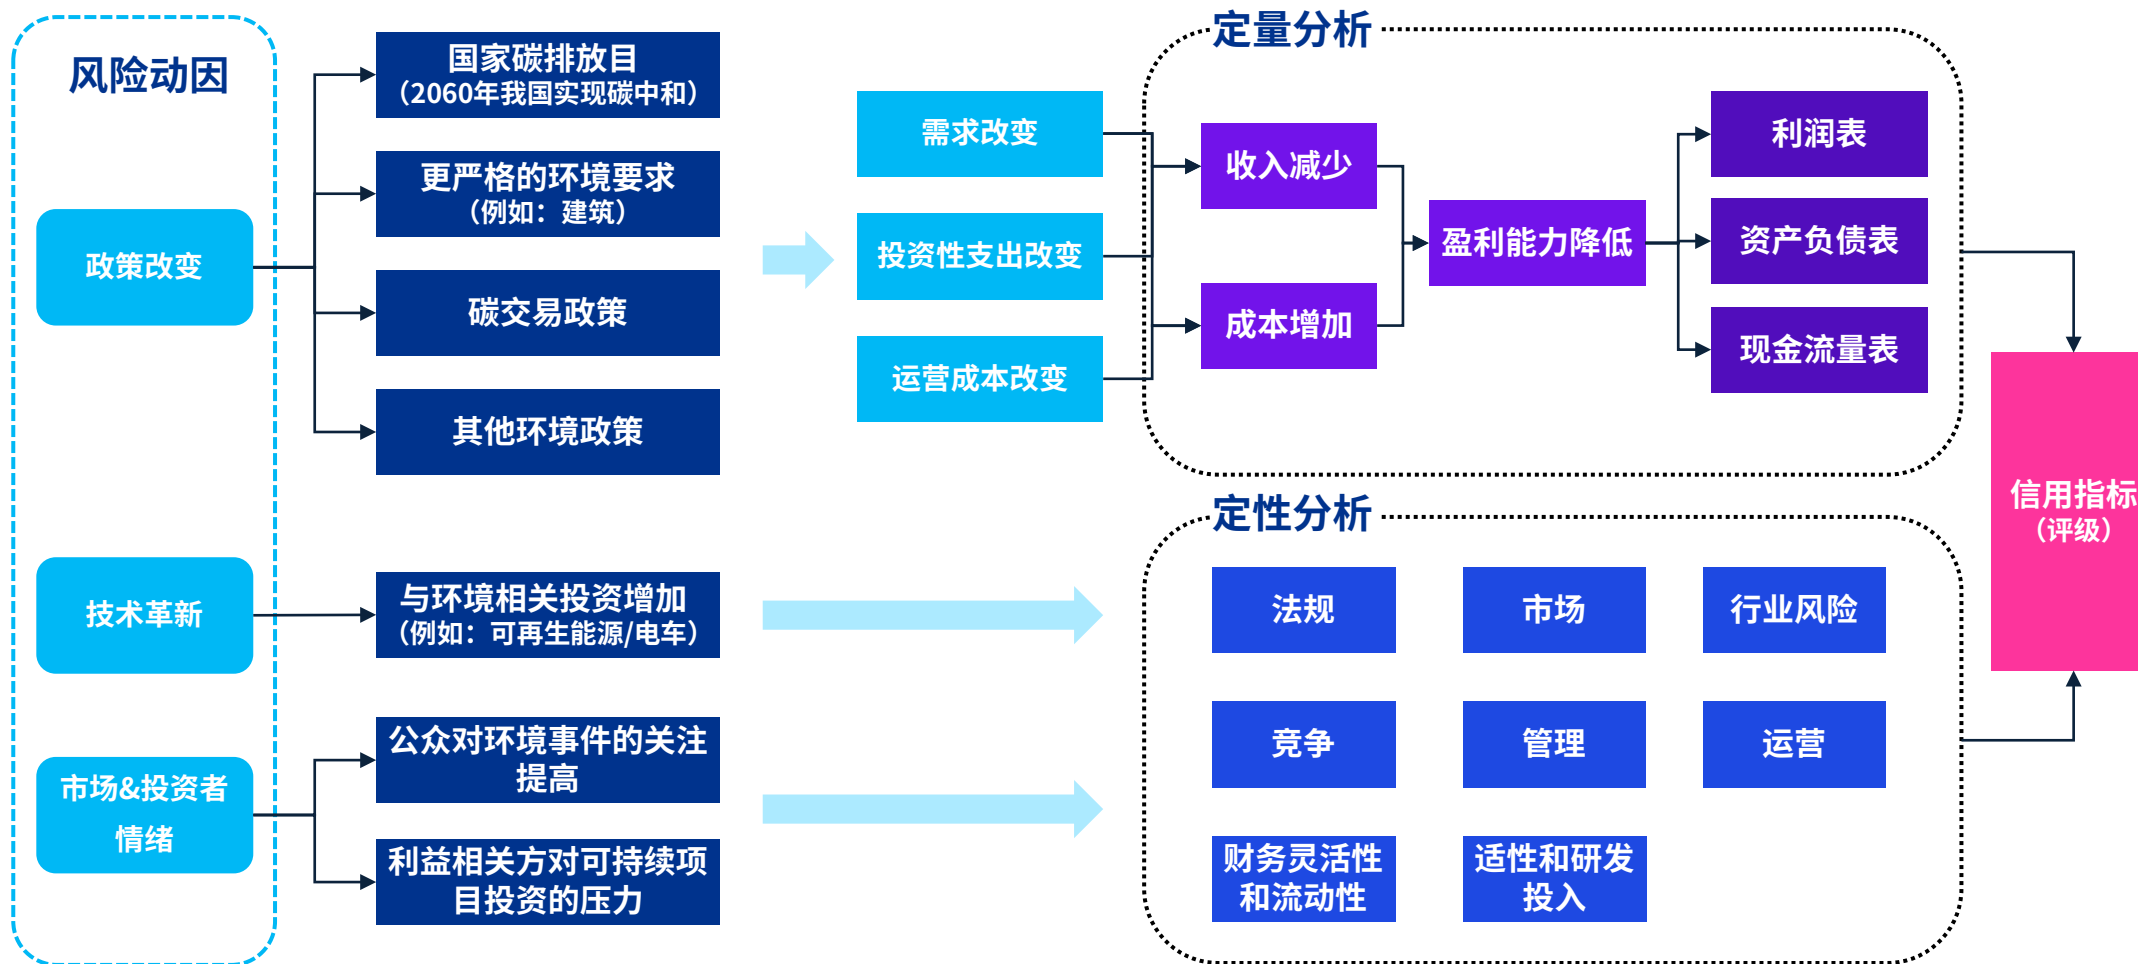 风险动因
政策改变
技术革新
市场&投资者
情绪
国家碳排放目
（2060年我国实现碳中和）
更严格的环境要求
（例如：建筑）
碳交易政策
其他环境政策
与环境相关投资增加
（例如：可再生能源/电车）
公众对环境事件的关注
提高
利益相关方对可持续项
目投资的压力
需求改变
投资性支出改变
运营成本改变
定量分析
收入减少
成本增加
盈利能力降低
利润表
资产负债表
现金流量表
定性分析
法规
市场
行业风险
竞争
管理
运营
财务灵活性
和流动性
适性和研发
投入
信用指标
（评级）